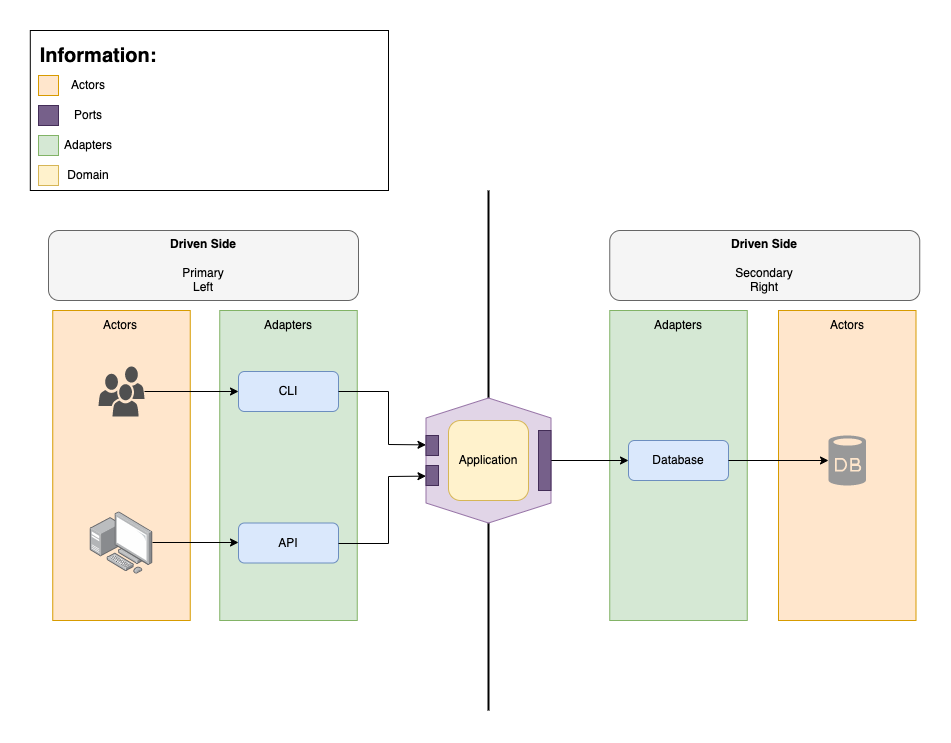 Information:
Actors
Ports
Adapters
Domain
Driven Side
Primary
Left
Driven Side
Secondary
Right
Actors
Adapters
Adapters
Actors
CLI
Application
Database
DB
API